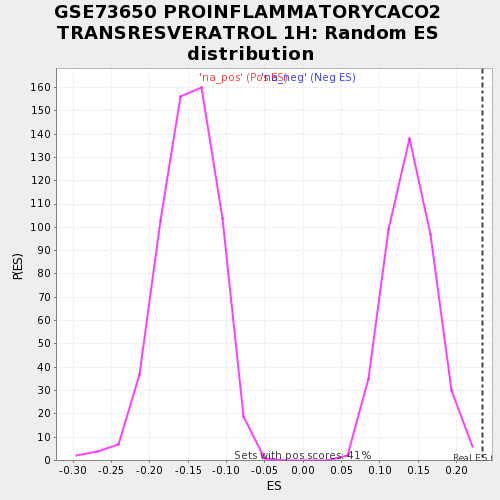 GSE73650 PROINFLAMMATORYCACO2
TRANSRESVERATROL 1H: Random ES
distribution
'na_pos' (Pos ES) 'na_neg' (Neg ES)
160
150
140
130
120
110
100
90
80
70
60
50
40
30
20
10
0
P(ES)
Sets with pos scores: 41%
Real ES
-0.30 -0.25 -0.20 -0.15 -0.10 -0.05 0.00 0.05 0.10 0.15 0.20
ES